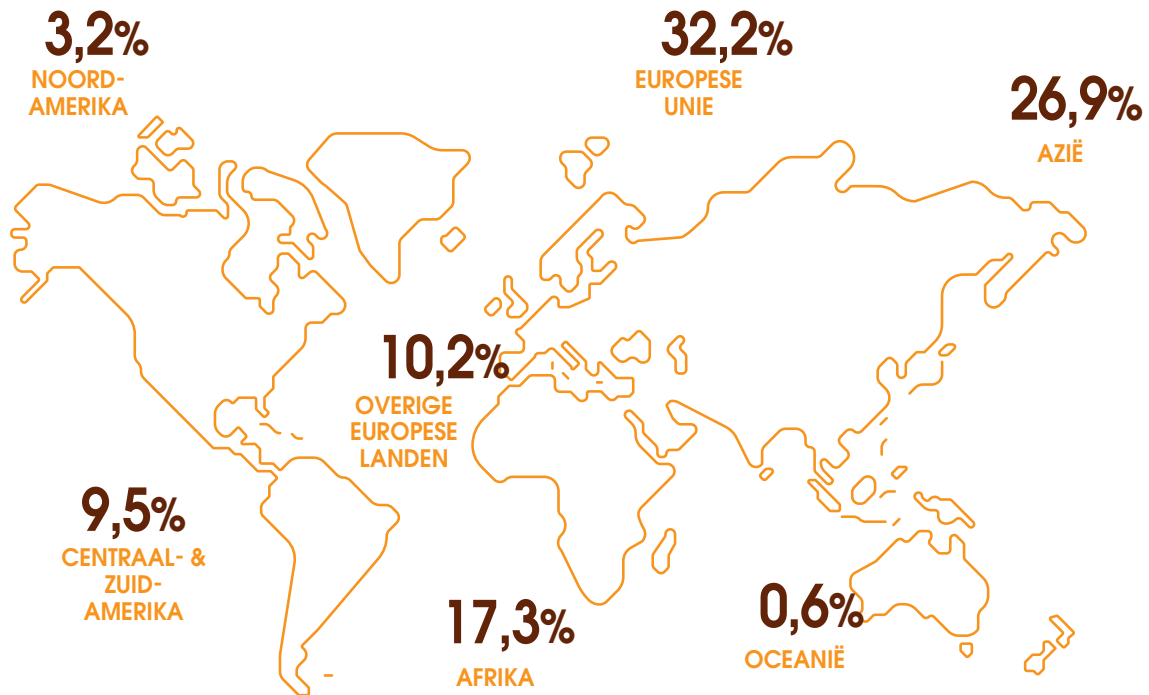 3,2%
NOORD-
AMERIKA
32,2%
EUROPESE
UNIE
26,9%
AZIË
10,2%
OVERIGE
EUROPESE
LANDEN
9,5%
CENTRAAL- &
ZUID-
AMERIKA
17,3%
AFRIKA
0,6%
OCEANIË